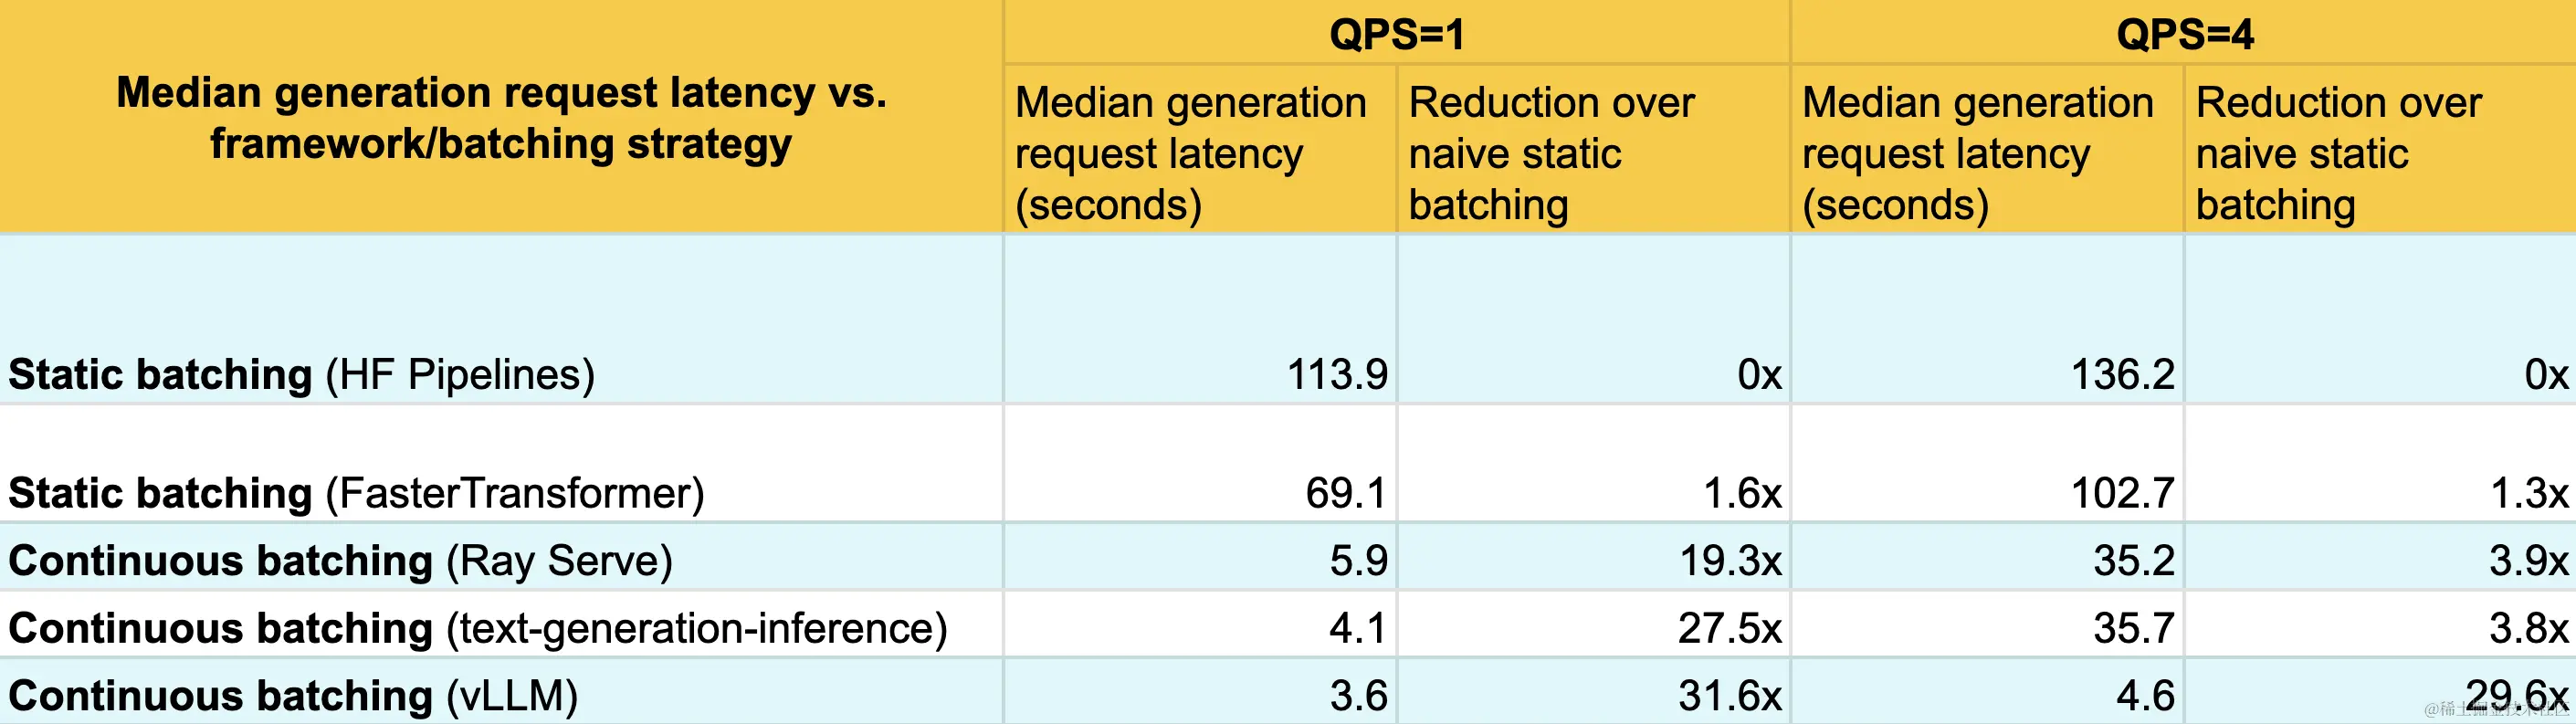 QPS=1 QPS=4
Median generation request latency vs.
framework/batching strategy
Median generation
request latency
(seconds)
Reduction over
naive static
batching
Median generation
request latency
(seconds)
Reduction over
naive static
batching
Static batching (HF Pipelines) 113.9 0x 136.2 0x
Static batching (FasterTransformer) 69.1 1.6x 102.7 1.3x
Continuous batching (Ray Serve) 5.9 19.3x 35.2 3.9x
Continuous batching (text-generation-inference) 4.1 27.5x 35.7 3.8x
Continuous batching (vLLM) 3.6 31.6x 4.6 29.6x
@稀土掘金技术社区